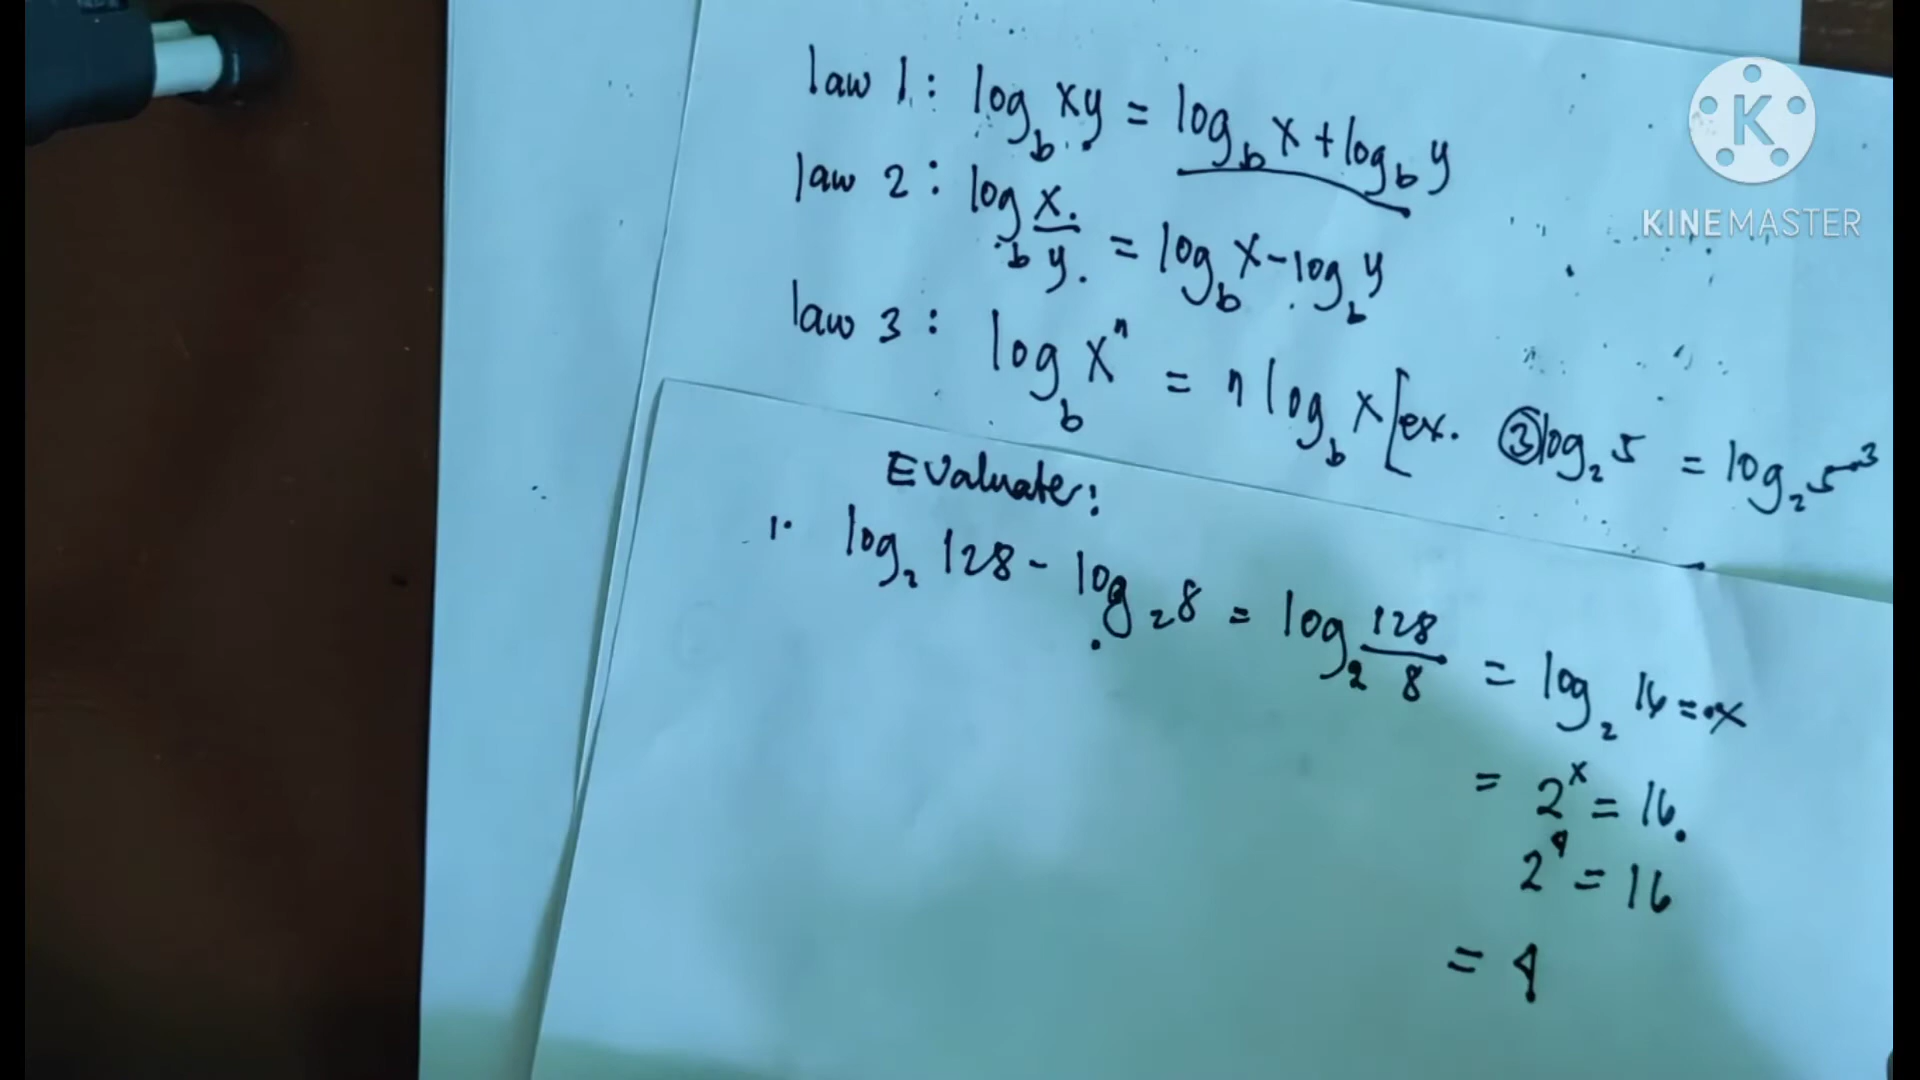 law 1: log_b xy = log_b x + log_b y
law 2: log_b x/y = log_b x - log_b y
law 3: log_b x^n = n log_b x [ex. ③log_2 5 = log_2 5^3
Evaluate:
1. log_2 128 - log_2 8 = log_2 128/8 = log_2 16 = x
= 2^x = 16
2^4 = 16
= 4
K
KINEMASTER